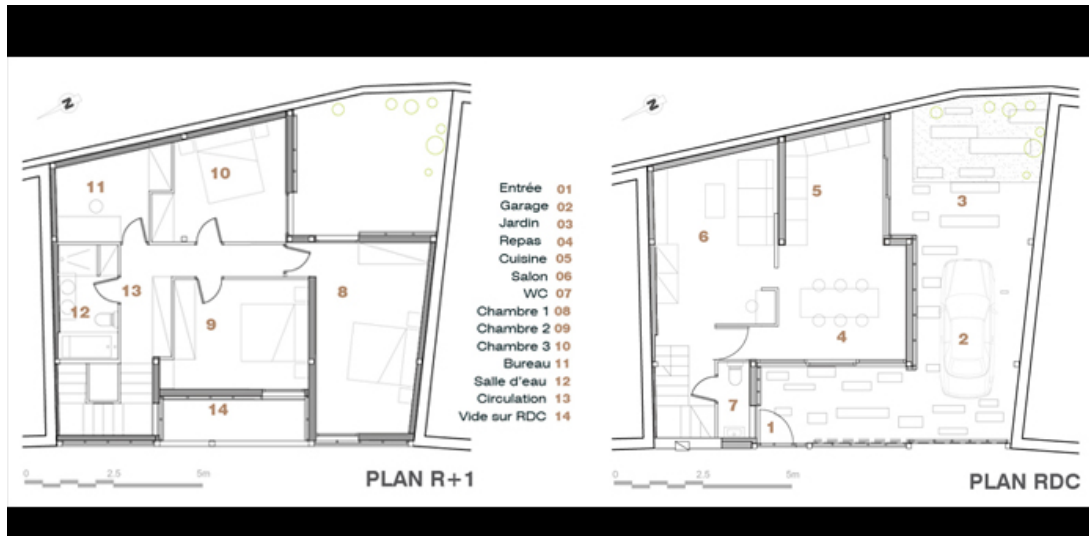 N
11
10
13
12
9
8
14
0 2.5 5m
PLAN R+1
Entrée 01
Garage 02
Jardin 03
Repas 04
Cuisine 05
Salon 06
WC 07
Chambre 1 08
Chambre 2 09
Chambre 3 10
Bureau 11
Salle d'eau 12
Circulation 13
Vide sur RDC 14
N
5
6
3
4
2
7
1
0 2.5 5m
PLAN RDC